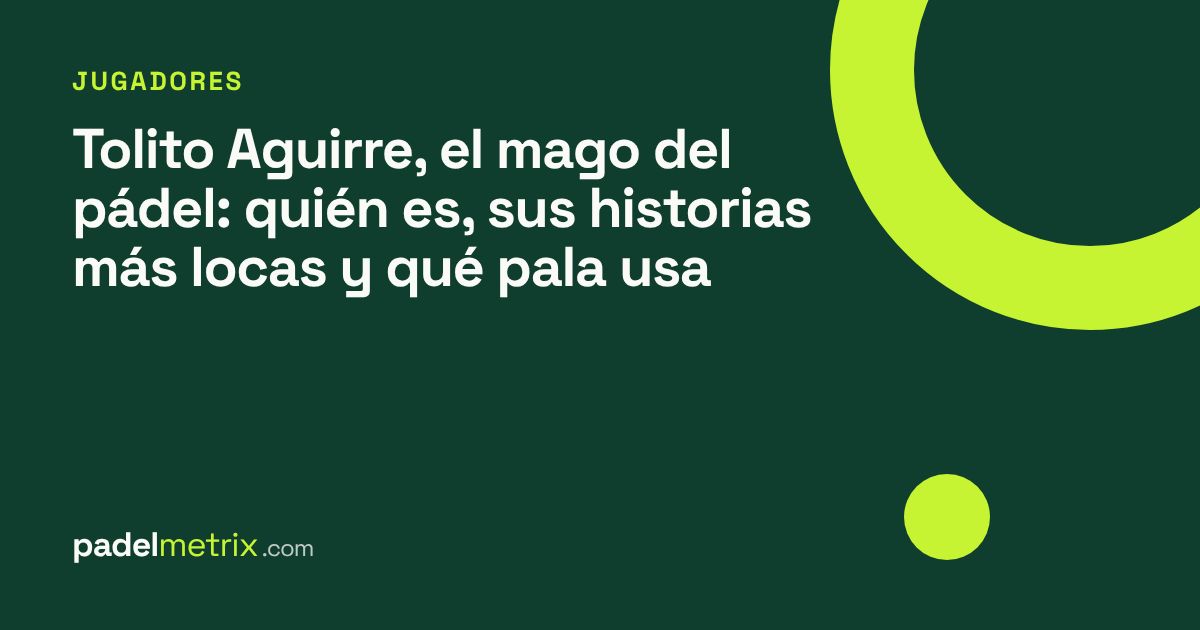 JUGADORES
Tolito Aguirre, el mago del
pádel: quién es, sus historias
más locas y qué pala usa
padelmetrix.com